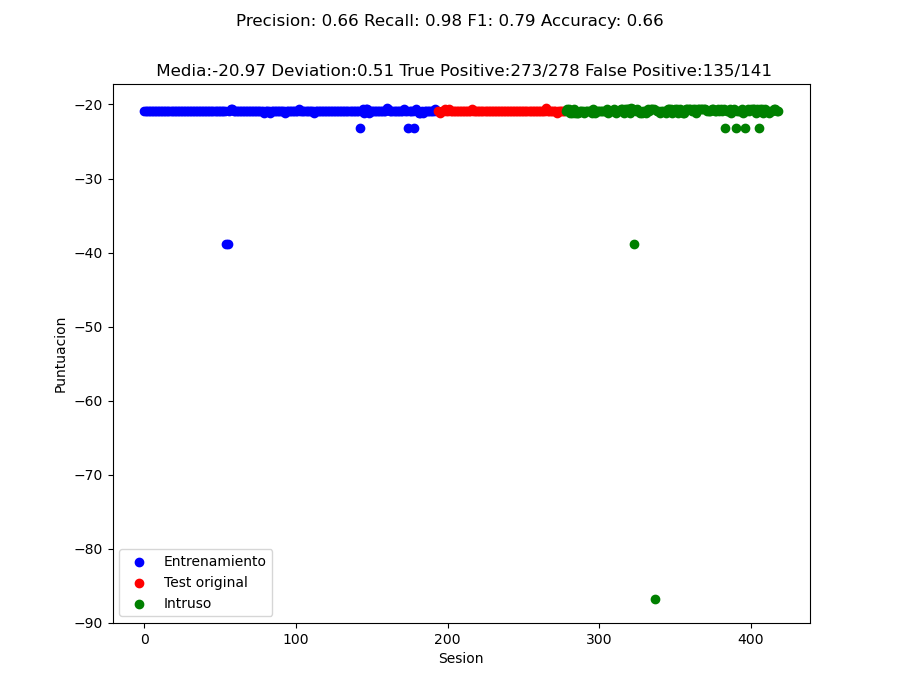 Precision: 0.66 Recall: 0.98 F1: 0.79 Accuracy: 0.66
Media:-20.97 Deviation:0.51 True Positive:273/278 False Positive:135/141
−20
−30
−40
−50
−60
−70
−80
−90
Puntuacion
Entrenamiento
Test original
Intruso
0
100
200
300
400
Sesion